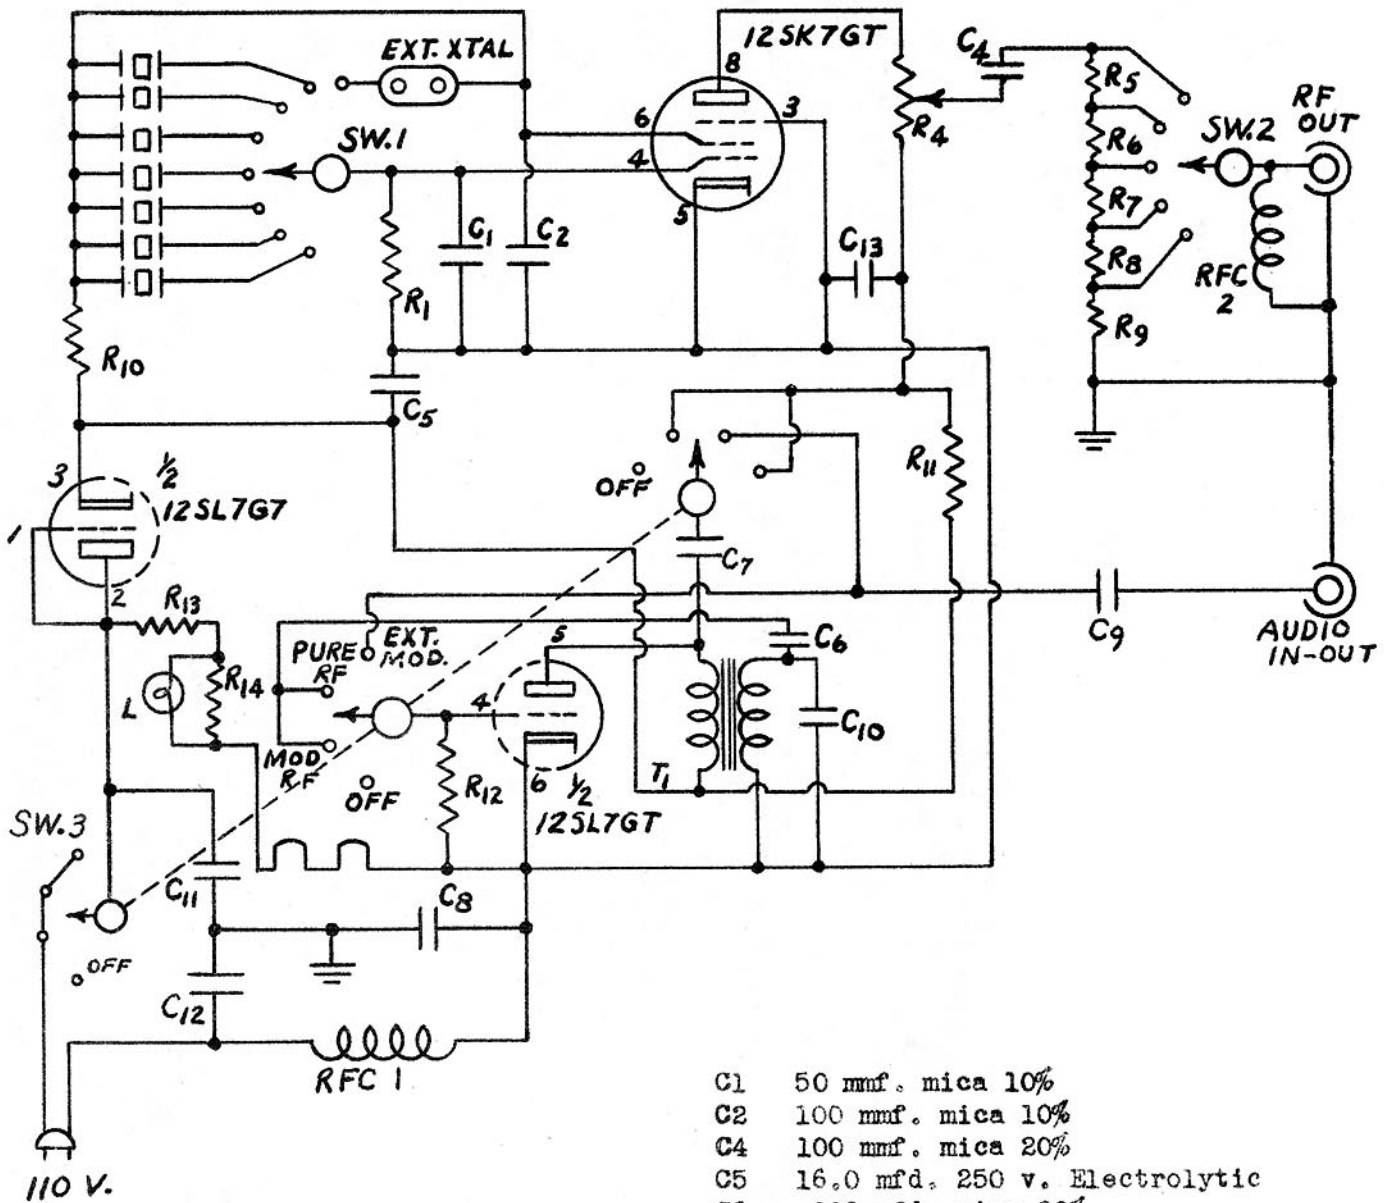 EXT. XTAL
12SK7GT
8
3
6
4
5
SW.1
C1
C2
R1
R10
C5
C13
R4
C4
R5
R6
R7
R8
R9
SW.2
RF
OUT
RFC
2
3
1/2
12SL7G7
1
2
R13
L
R14
OFF
C7
R11
PURE
RF
EXT.
MOD.
MOD
RF
OFF
4
5
6
1/2
12SL7GT
R12
C6
C10
T1
C9
AUDIO
IN-OUT
SW.3
OFF
C11
C8
C12
RFC 1
110 V.
C1 50 mmf. mica 10%
C2 100 mmf. mica 10%
C4 100 mmf. mica 20%
C5 16.0 mfd. 250 v. Electrolytic